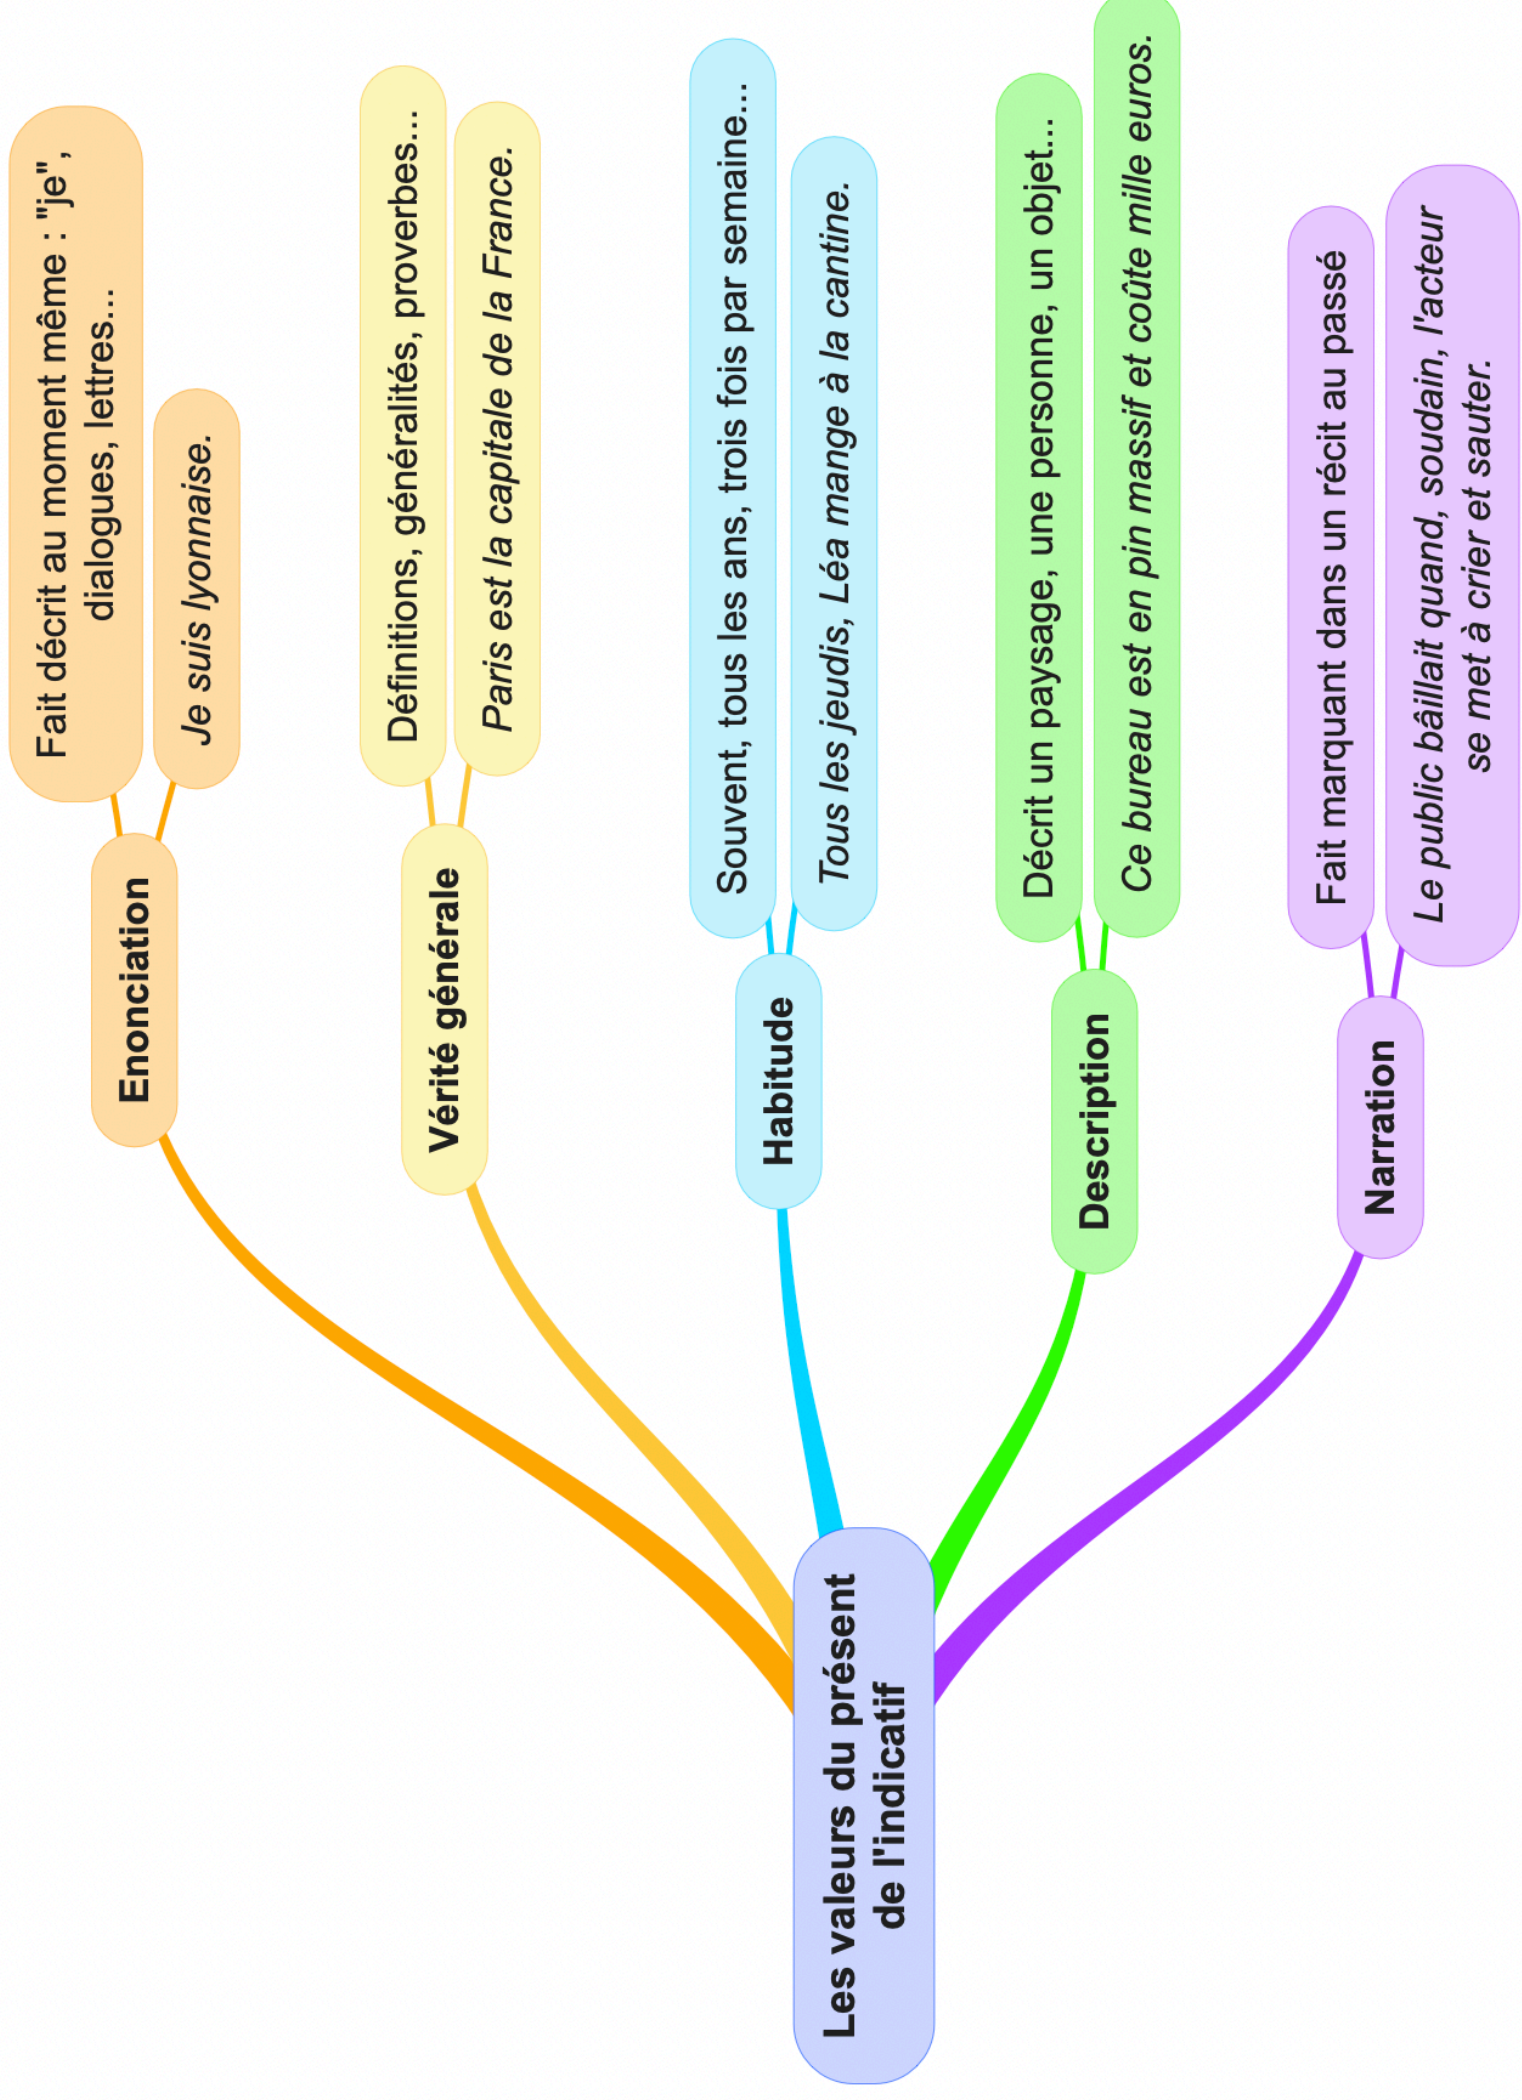 Les valeurs du présent
de l'indicatif
Enonciation
Fait décrit au moment même : "je",
dialogues, lettres...
Je suis lyonnaise.
Vérité générale
Définitions, généralités, proverbes...
Paris est la capitale de la France.
Habitude
Souvent, tous les ans, trois fois par semaine...
Tous les jeudis, Léa mange à la cantine.
Description
Décrit un paysage, une personne, un objet...
Ce bureau est en pin massif et coûte mille euros.
Narration
Fait marquant dans un récit au passé
Le public bâillait quand, soudain, l'acteur
se met à crier et sauter.